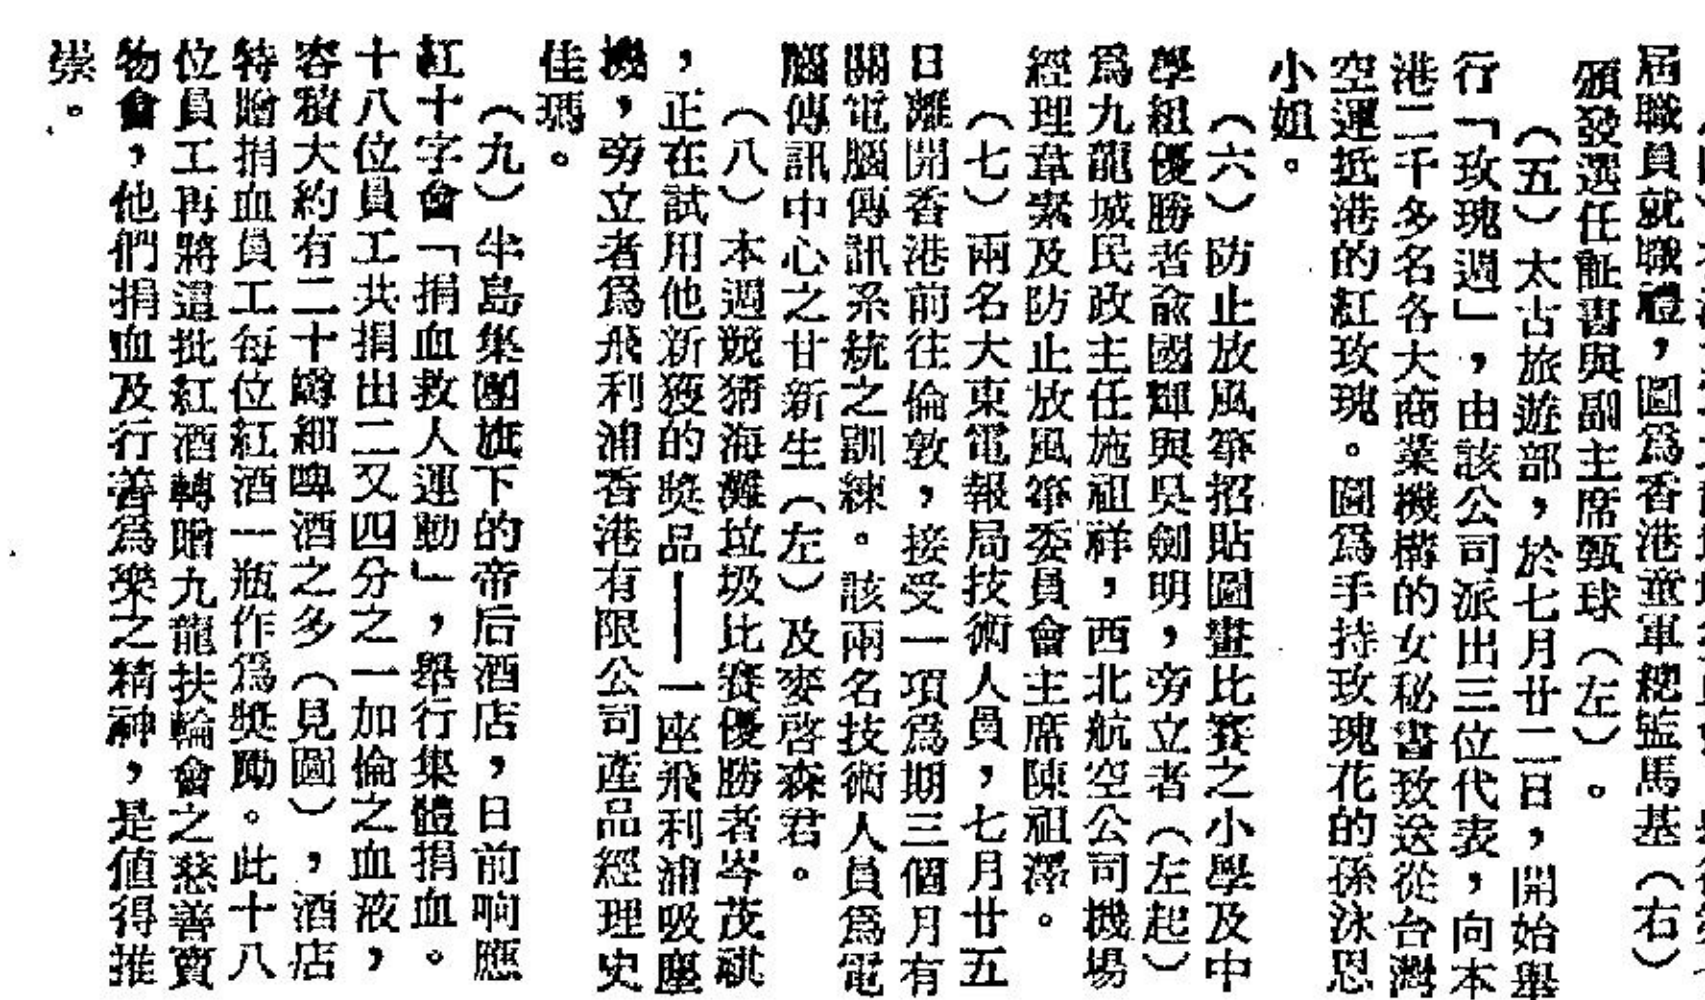 屆職員就職禮，圖爲香港童軍總監馬基（右）
頒發選任証書與副主席甄球（左）。
（五）太古旅遊部，於七月廿二日，開始舉
行「玫瑰週」，由該公司派出三位代表，向本
港二千多名各大商業機構的女秘書致送從台灣
空運抵港的紅玫瑰。圖爲手持玫瑰花的孫泳恩
小姐。
（六）防止放風箏招貼圖畫比賽之小學及中
學組優勝者兪國輝與吳劍明，旁立者（左起）
爲九龍城民政主任施祖祥，西北航空公司機場
經理韋素及防止放風箏委員會主席陳祖澤。
（七）兩名大東電報局技術人員，七月廿五
日離開香港前往倫敦，接受一項爲期三個月有
關電腦傳訊系統之訓練。該兩名技術人員爲電
腦傳訊中心之甘新生（左）及麥啓森君。
（八）本週競猜海灘垃圾比賽優勝者岑茂祺
，正在試用他新獲的獎品——一座飛利浦吸塵
機，旁立者爲飛利浦香港有限公司產品經理史
佳瑪。
（九）半島集團旗下的帝后酒店，日前响應
紅十字會「捐血救人運動」，舉行集體捐血。
十八位員工共捐出二又四分之一加倫之血液，
容積大約有二十罇細啤酒之多（見圖），酒店
特贈捐血員工每位紅酒一瓶作爲獎勵。此十八
位員工再將這批紅酒轉贈九龍扶輪會之慈善賣
物會，他們捐血及行善爲樂之精神，是值得推
崇。